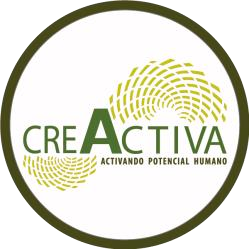 CREACTIVA
ACTIVANDO POTENCIAL HUMANO